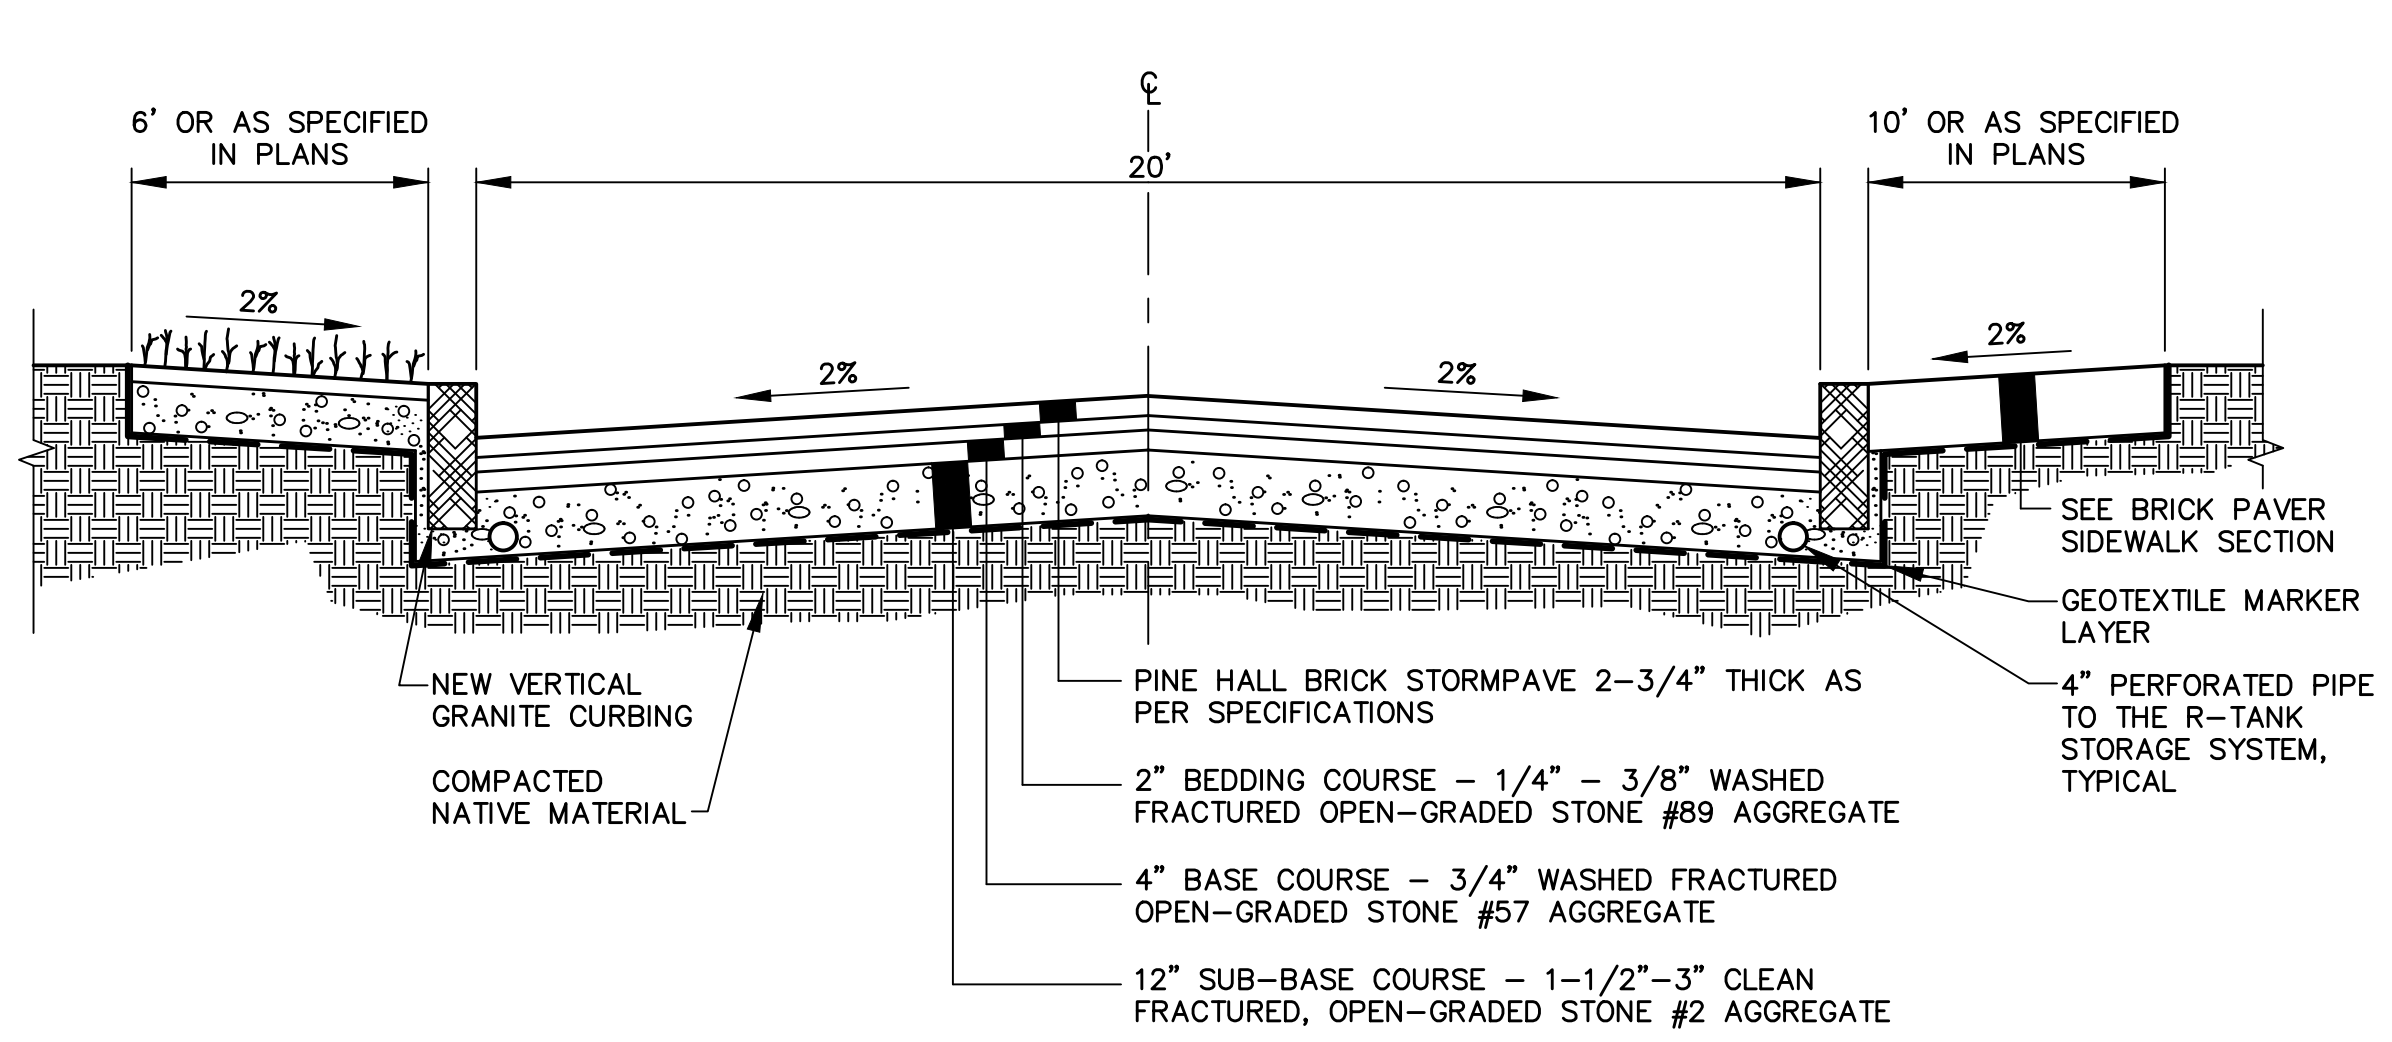 ℄
6' OR AS SPECIFIED
IN PLANS
20'
10' OR AS SPECIFIED
IN PLANS
2%
2%
2%
2%
SEE BRICK PAVER
SIDEWALK SECTION
GEOTEXTILE MARKER
LAYER
4" PERFORATED PIPE
TO THE R-TANK
STORAGE SYSTEM,
TYPICAL
NEW VERTICAL
GRANITE CURBING
COMPACTED
NATIVE MATERIAL
PINE HALL BRICK STORMPAVE 2-3/4" THICK AS
PER SPECIFICATIONS
2" BEDDING COURSE - 1/4" - 3/8" WASHED
FRACTURED OPEN-GRADED STONE #89 AGGREGATE
4" BASE COURSE - 3/4" WASHED FRACTURED
OPEN-GRADED STONE #57 AGGREGATE
12" SUB-BASE COURSE - 1-1/2"-3" CLEAN
FRACTURED, OPEN-GRADED STONE #2 AGGREGATE